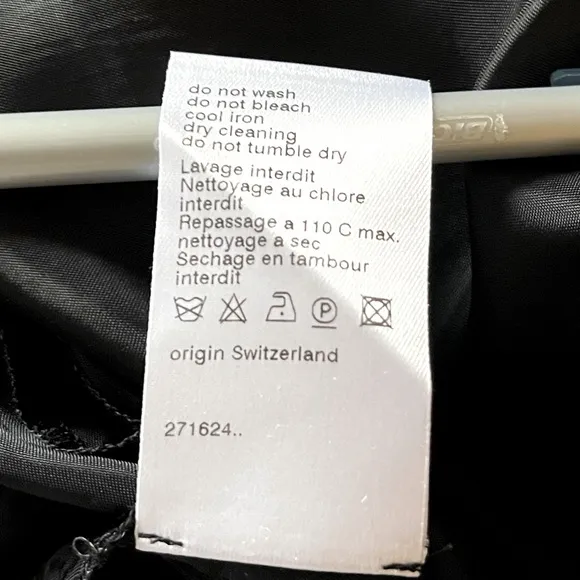 do not wash
do not bleach
cool iron
dry cleaning
do not tumble dry
Lavage interdit
Nettoyage au chlore
interdit
Repassage a 110 C max.
nettoyage a sec
Sechage en tambour
interdit
P
origin Switzerland
271624..